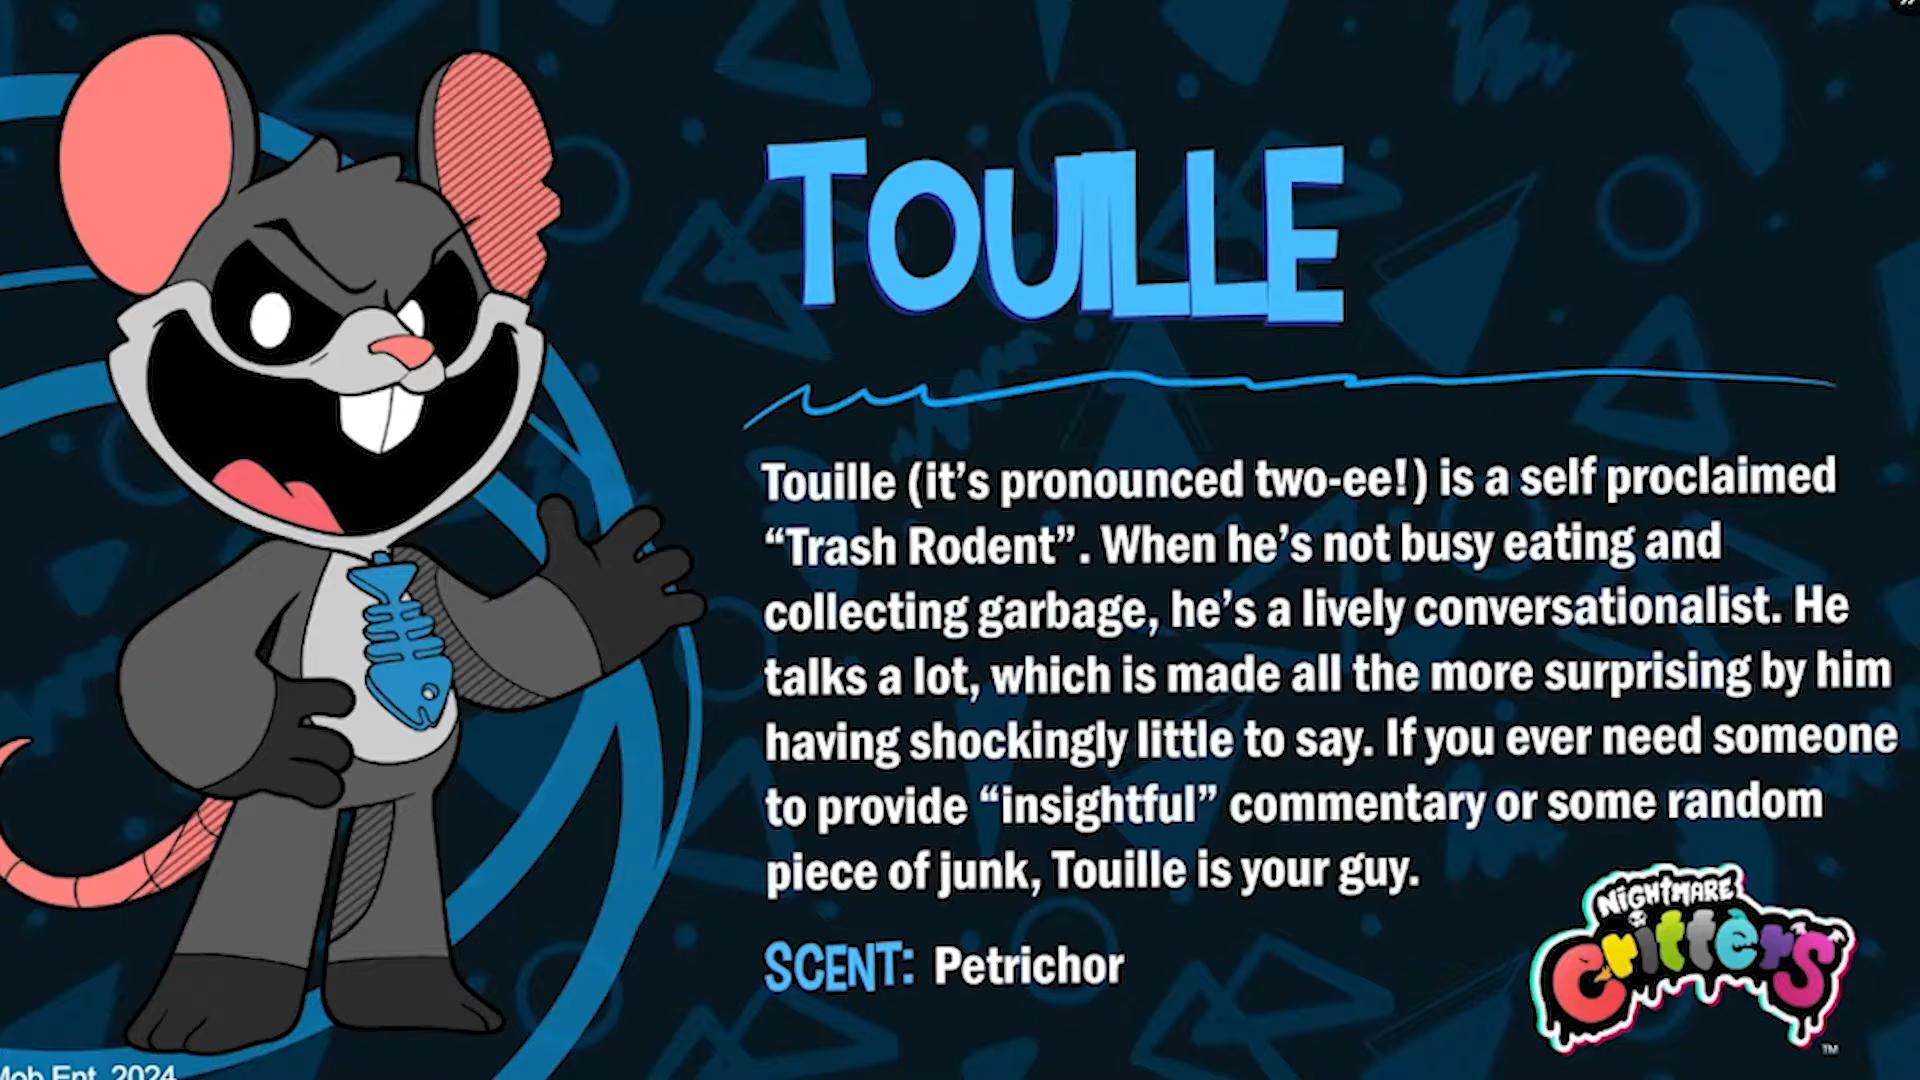 TOUILLE
Touille (it’s pronounced two-ee!) is a self proclaimed
“Trash Rodent”. When he’s not busy eating and
collecting garbage, he’s a lively conversationalist. He
talks a lot, which is made all the more surprising by him
having shockingly little to say. If you ever need someone
to provide “insightful” commentary or some random
piece of junk, Touille is your guy.
SCENT: Petrichor
NIGHTMARE
Critters
TM
Mob Ent. 2024